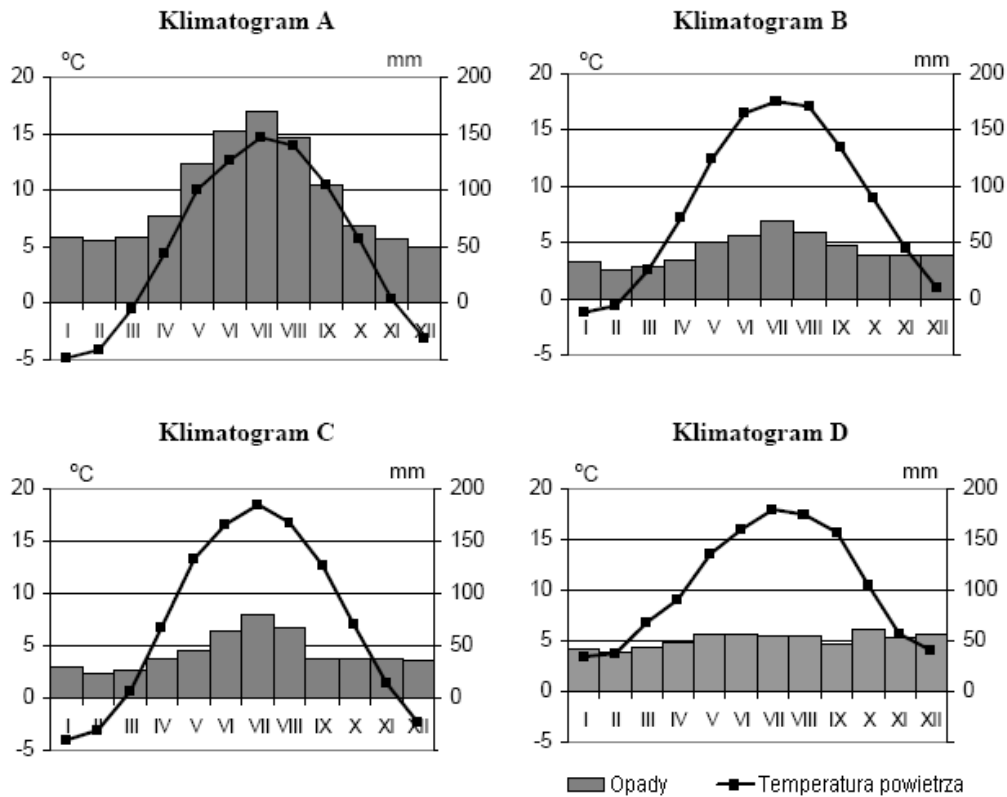 Klimatogram A
°C mm
20 200
15 150
10 100
5 50
0 0
I II III IV V VI VII VIII IX X XI XII
-5
Klimatogram B
°C mm
20 200
15 150
10 100
5 50
0 0
I II III IV V VI VII VIII IX X XI XII
-5
Klimatogram C
°C mm
20 200
15 150
10 100
5 50
0 0
I II III IV V VI VII VIII IX X XI XII
-5
Klimatogram D
°C mm
20 200
15 150
10 100
5 50
0 0
I II III IV V VI VII VIII IX X XI XII
-5
Opady Temperatura powietrza